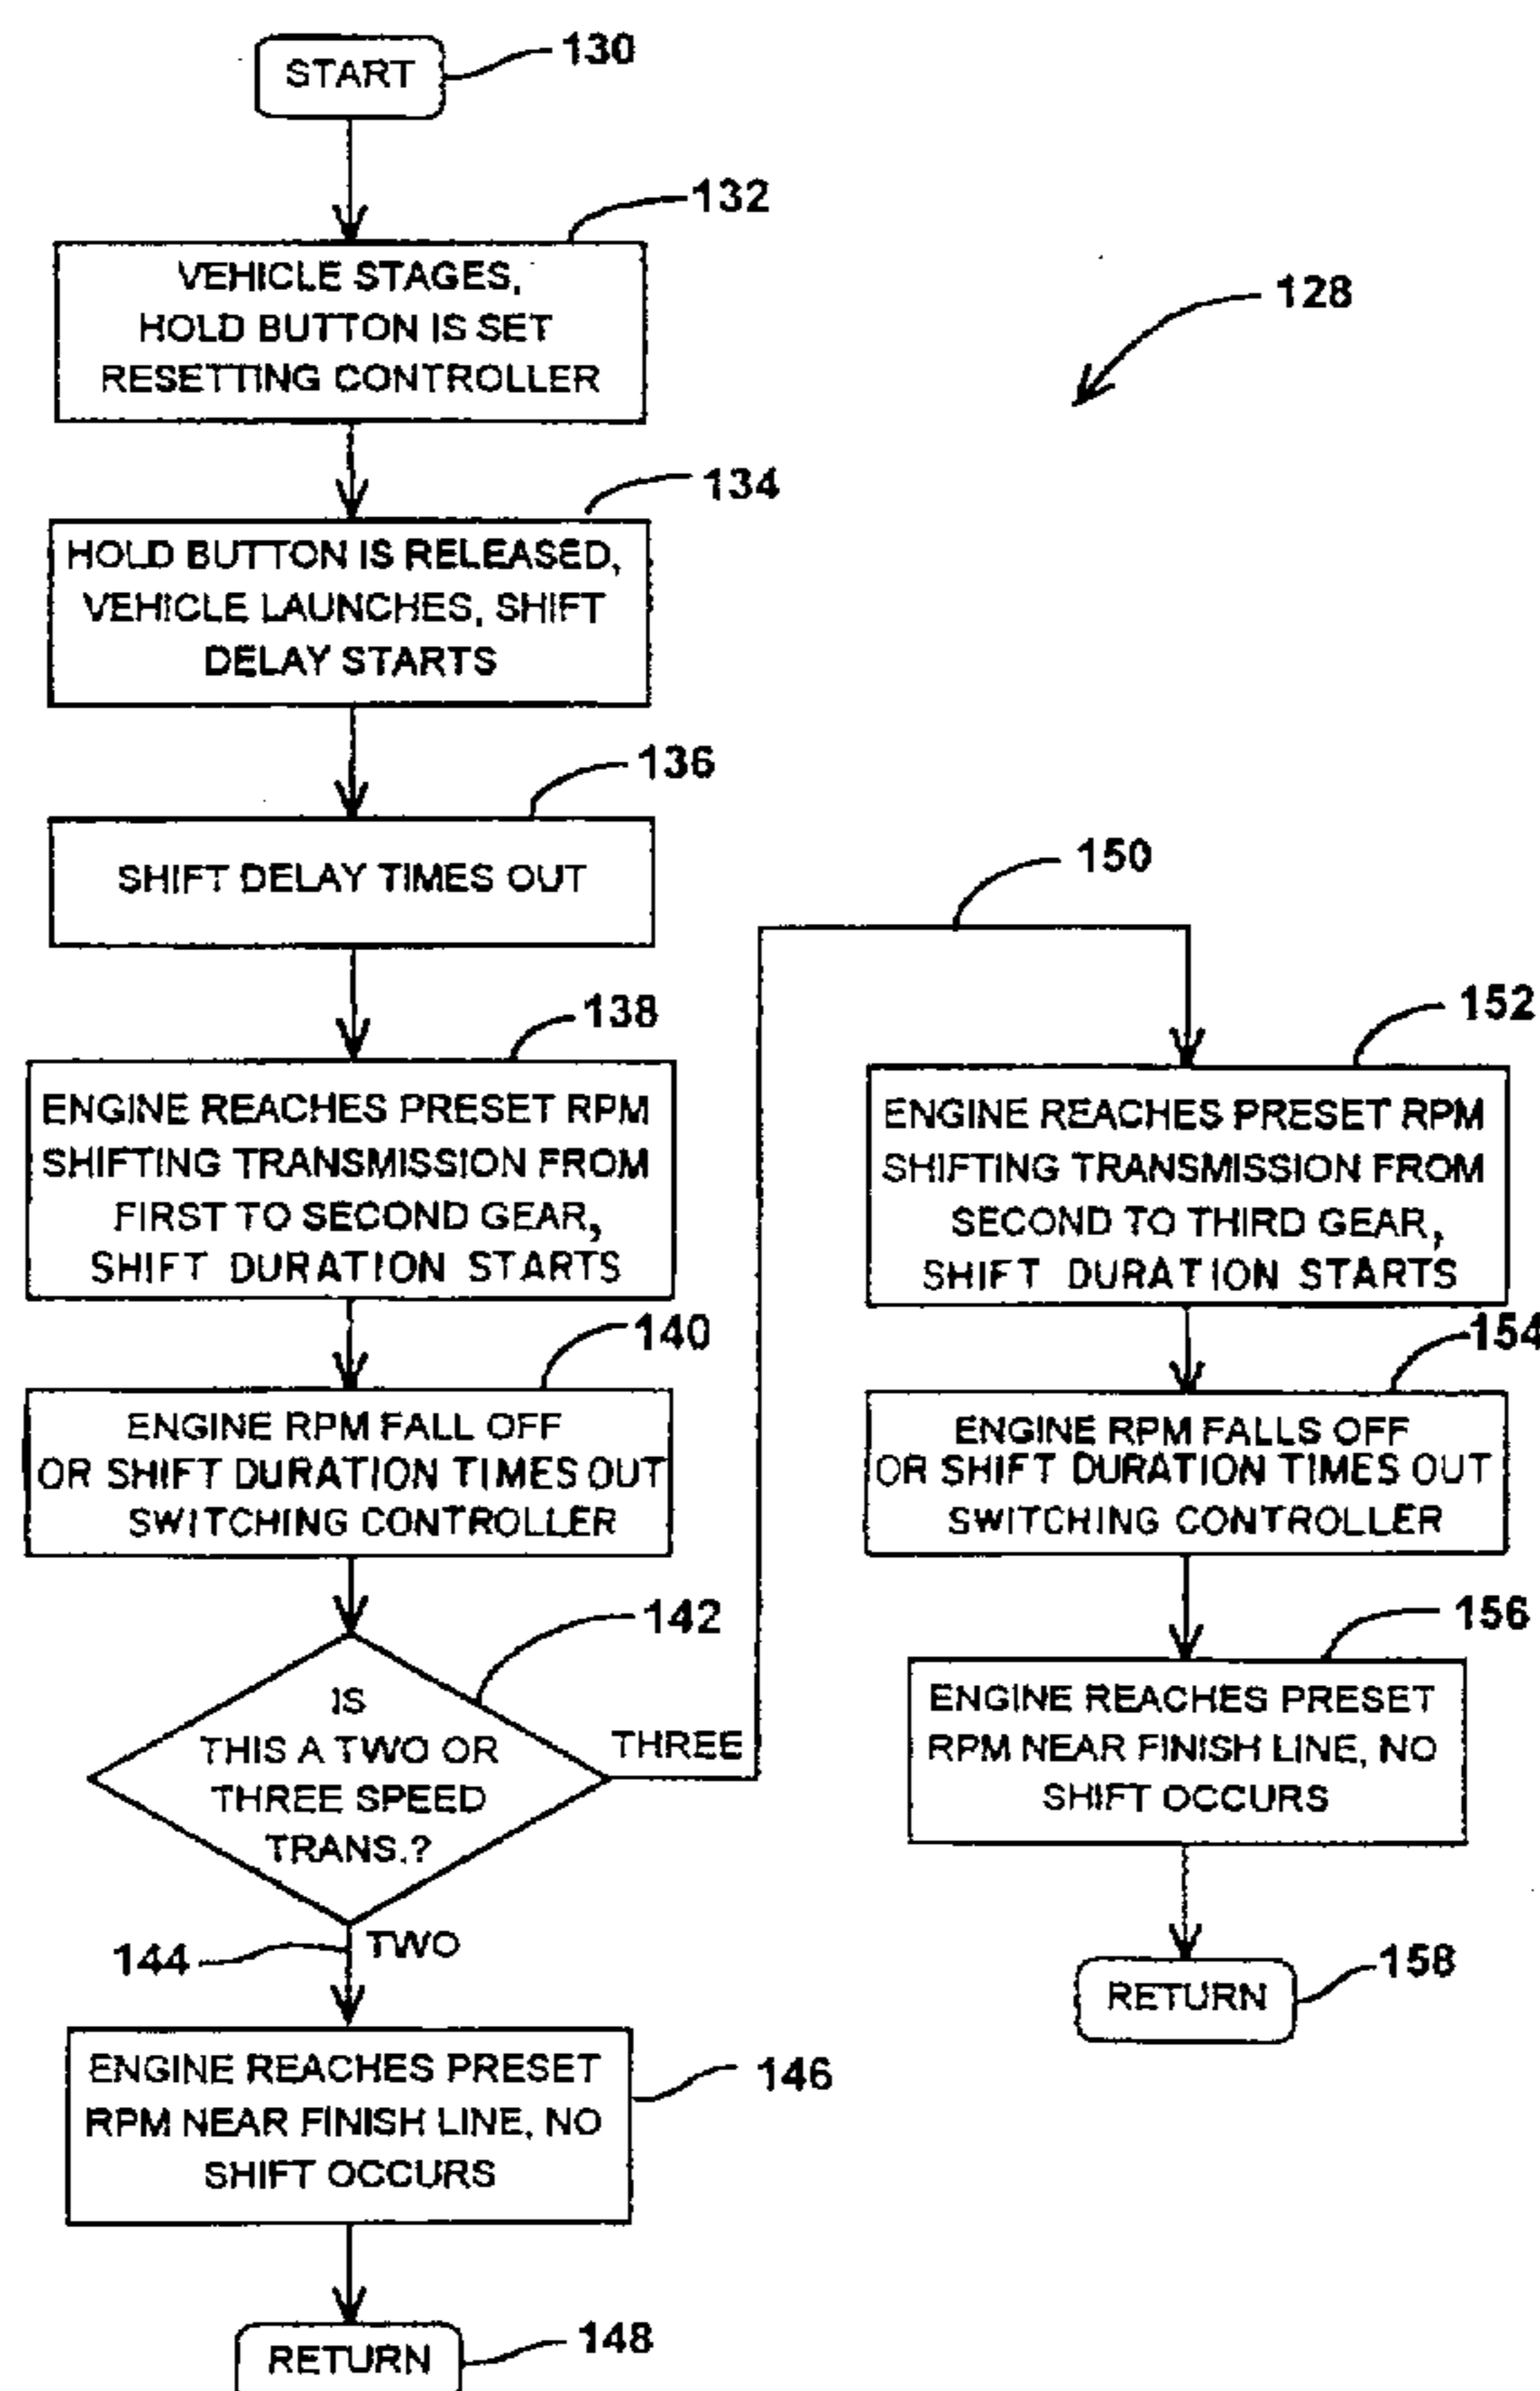 START
130
132
VEHICLE STAGES,
HOLD BUTTON IS SET
RESETTING CONTROLLER
128
134
HOLD BUTTON IS RELEASED,
VEHICLE LAUNCHES, SHIFT
DELAY STARTS
136
SHIFT DELAY TIMES OUT
138
ENGINE REACHES PRESET RPM
SHIFTING TRANSMISSION FROM
FIRST TO SECOND GEAR,
SHIFT DURATION STARTS
140
ENGINE RPM FALL OFF
OR SHIFT DURATION TIMES OUT
SWITCHING CONTROLLER
142
IS
THIS A TWO OR
THREE SPEED
TRANS.?
THREE
144
TWO
ENGINE REACHES PRESET
RPM NEAR FINISH LINE, NO
SHIFT OCCURS
146
RETURN
148
150
152
ENGINE REACHES PRESET RPM
SHIFTING TRANSMISSION FROM
SECOND TO THIRD GEAR,
SHIFT DURATION STARTS
154
ENGINE RPM FALLS OFF
OR SHIFT DURATION TIMES OUT
SWITCHING CONTROLLER
156
ENGINE REACHES PRESET
RPM NEAR FINISH LINE, NO
SHIFT OCCURS
RETURN
158